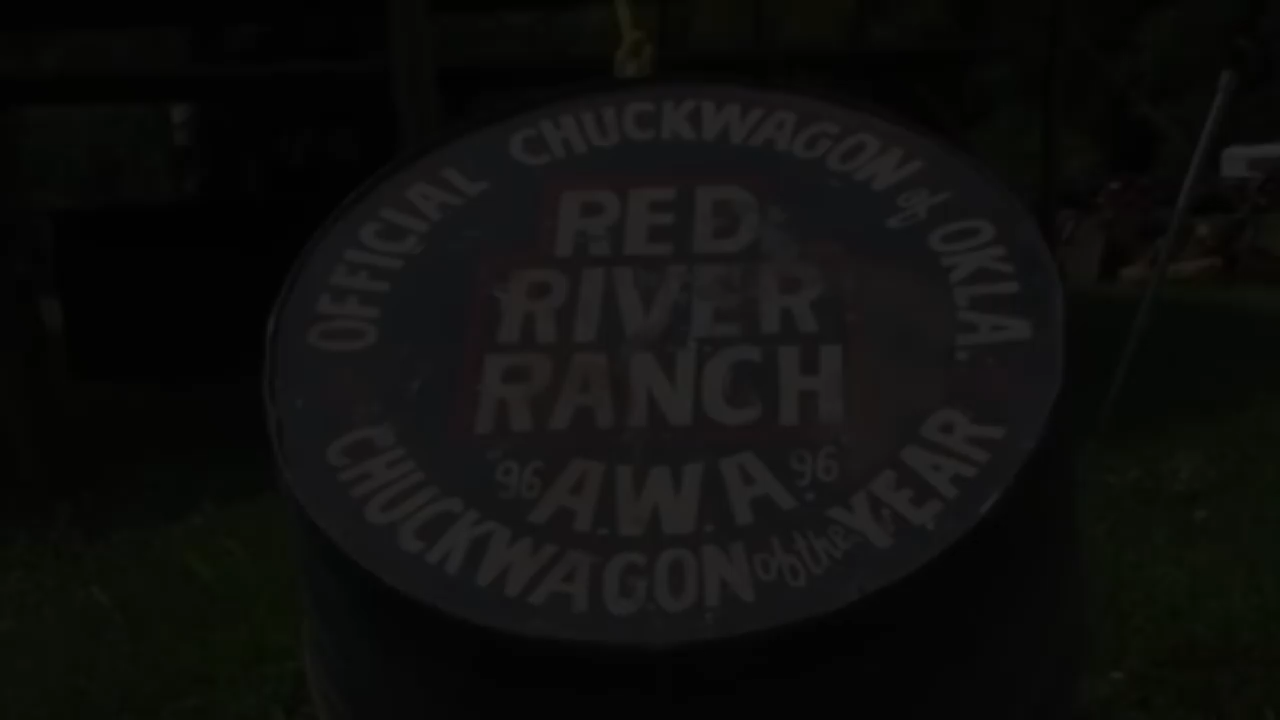 OFFICIAL CHUCKWAGON of OKLA.
RED
RIVER
RANCH
'96 A.W.A. 96
CHUCKWAGON of the YEAR